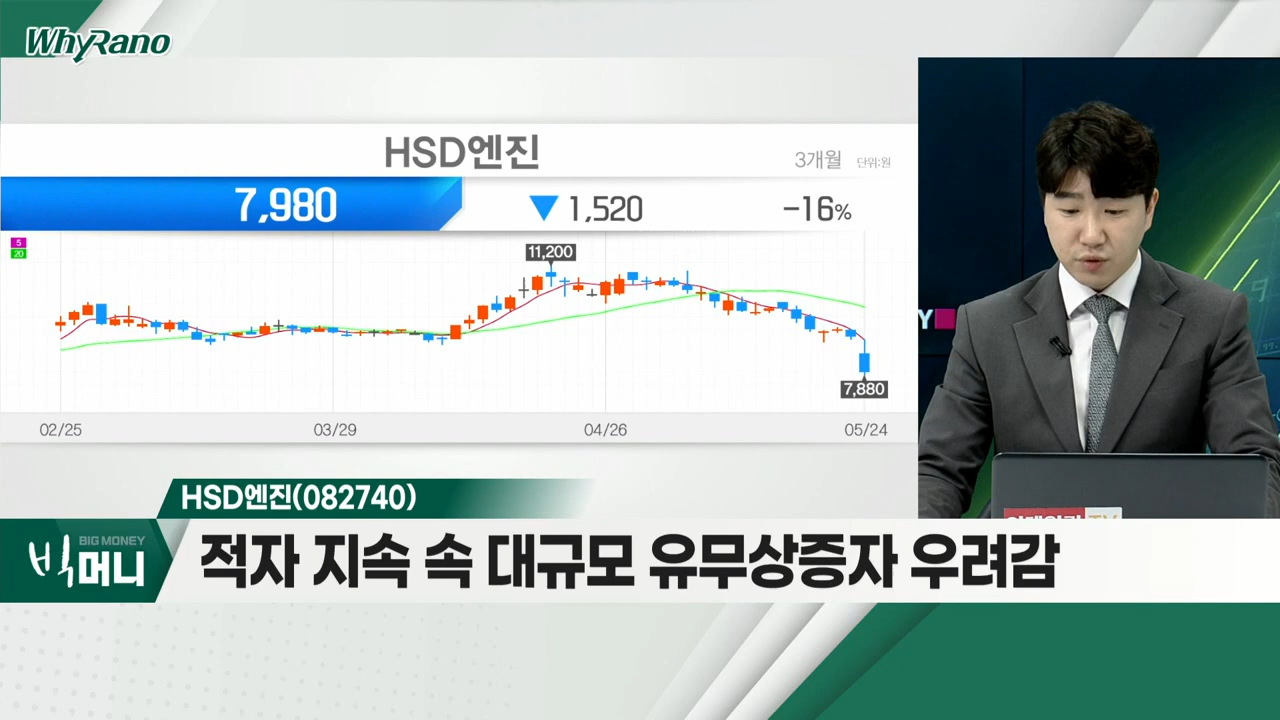 WhyRano
HSD엔진
3개월 단위:원
7,980 ▼1,520 -16%
5
20
11,200
7,880
02/25 03/29 04/26 05/24
Y
HSD엔진(082740)
빅머니 BIG MONEY
적자 지속 속 대규모 유무상증자 우려감